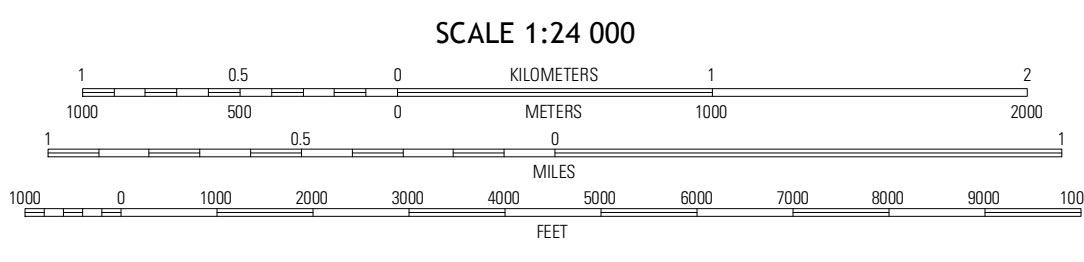 SCALE 1:24 000
1 0.5 0 KILOMETERS 1 2
1000 500 0 METERS 1000 2000
1 0.5 0 1
MILES
1000 0 1000 2000 3000 4000 5000 6000 7000 8000 9000 100
FEET